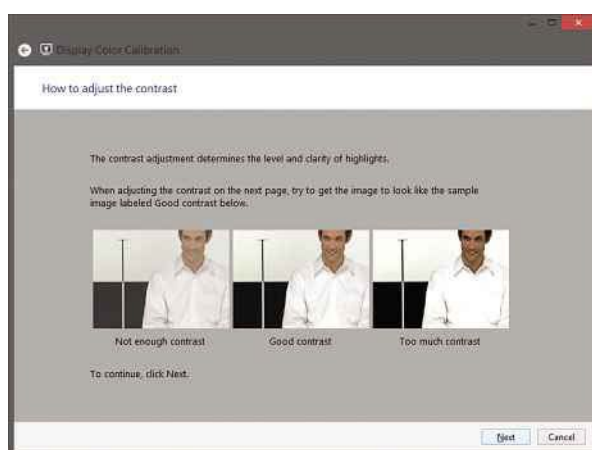 Display Color Calibration
How to adjust the contrast
The contrast adjustment determines the level and clarity of highlights.
When adjusting the contrast on the next page, try to get the image to look like the sample
image labeled Good contrast below.
Not enough contrast Good contrast Too much contrast
To continue, click Next.
Next Cancel